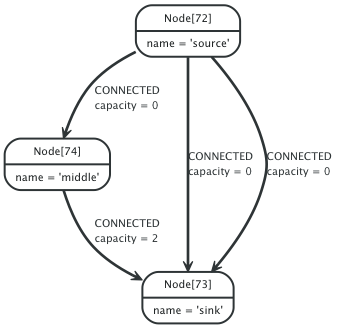 Node[72]
name = 'source'
CONNECTED
capacity = 0
Node[74]
name = 'middle'
CONNECTED
capacity = 0
CONNECTED
capacity = 0
CONNECTED
capacity = 2
Node[73]
name = 'sink'